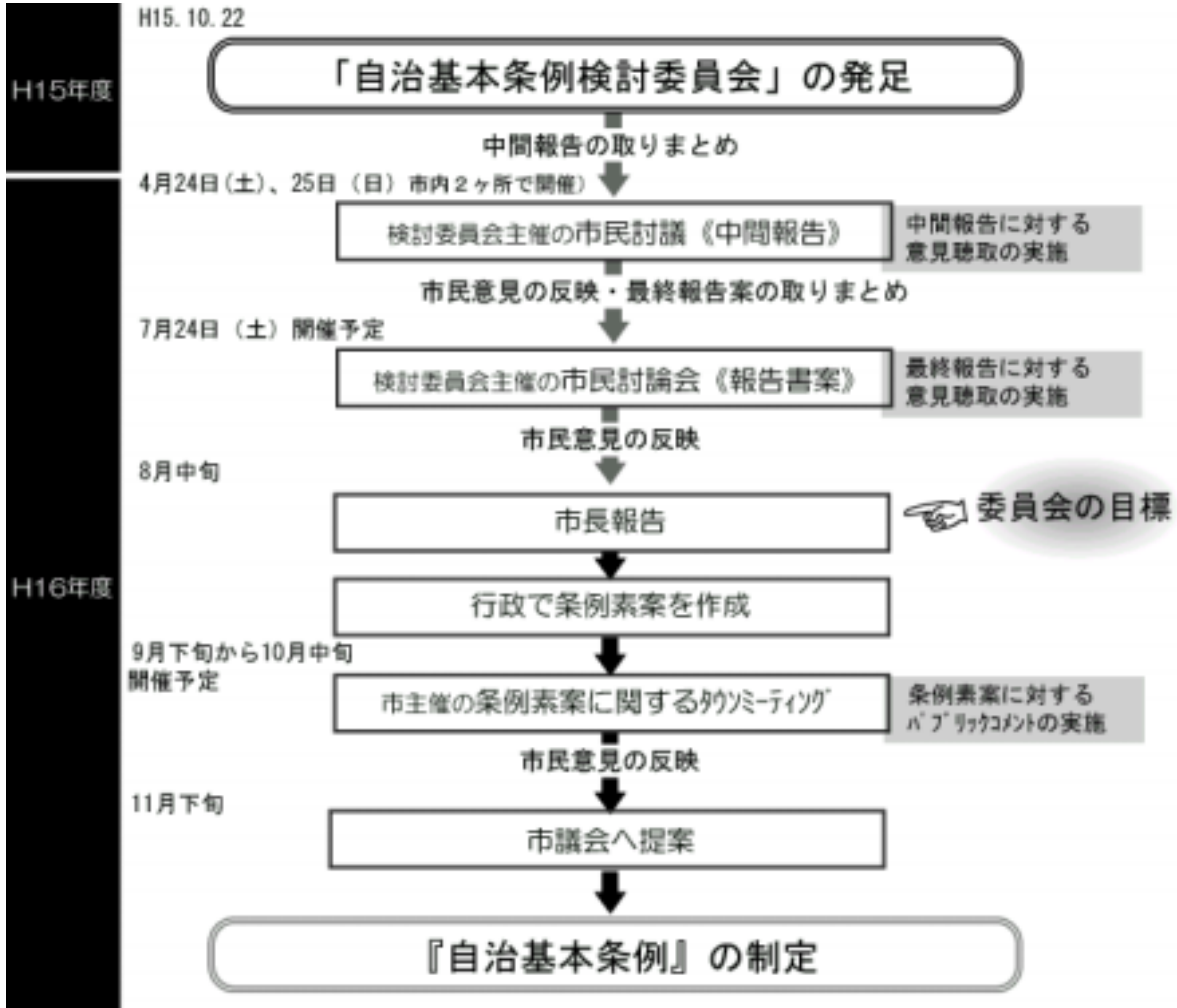 H15.10.22
H15年度
「自治基本条例検討委員会」の発足
中間報告の取りまとめ
4月24日(土)、25日（日）市内２ヶ所で開催）
検討委員会主催の市民討議《中間報告》
中間報告に対する
意見聴取の実施
市民意見の反映・最終報告案の取りまとめ
7月24日（土）開催予定
検討委員会主催の市民討論会《報告書案》
最終報告に対する
意見聴取の実施
市民意見の反映
8月中旬
市長報告
委員会の目標
H16年度
行政で条例素案を作成
9月下旬から10月中旬
開催予定
市主催の条例素案に関するﾀｳﾝﾐｰﾃｨﾝｸﾞ
条例素案に対する
ﾊﾟﾌﾞﾘｯｸｺﾒﾝﾄの実施
市民意見の反映
11月下旬
市議会へ提案
『自治基本条例』の制定